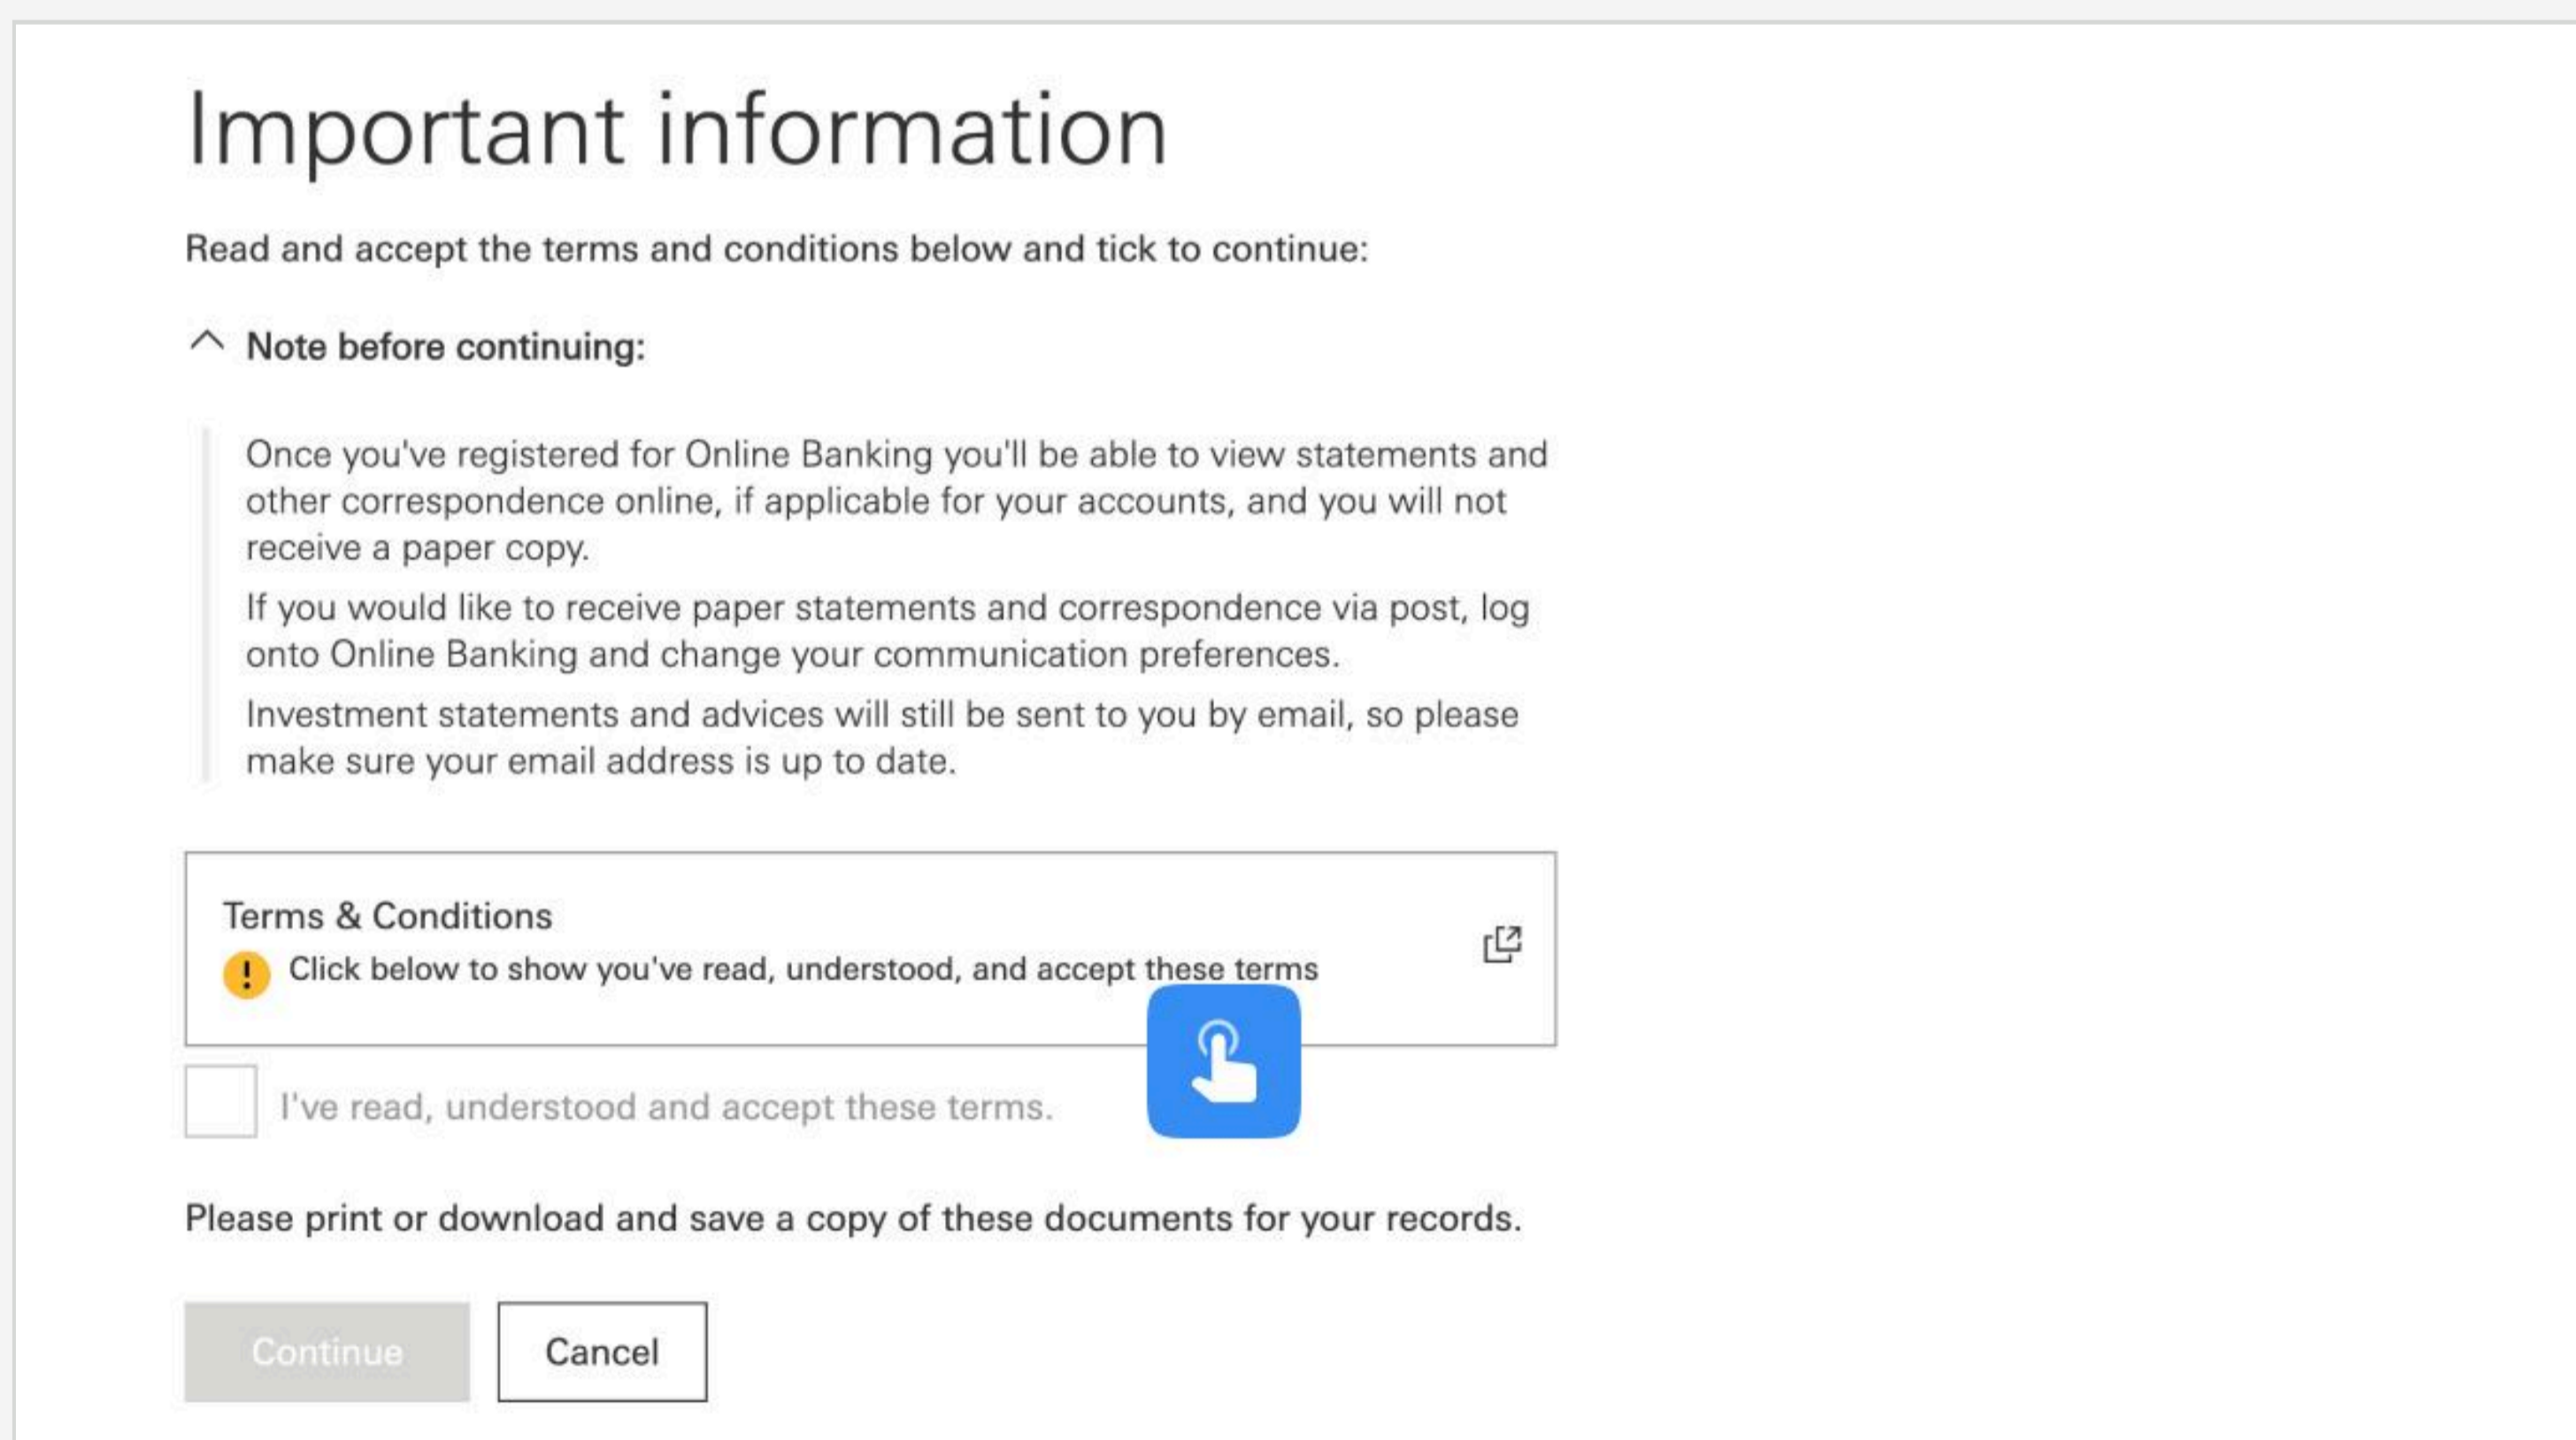 Important information
Read and accept the terms and conditions below and tick to continue:
Note before continuing:
Once you've registered for Online Banking you'll be able to view statements and
other correspondence online, if applicable for your accounts, and you will not
receive a paper copy.
If you would like to receive paper statements and correspondence via post, log
onto Online Banking and change your communication preferences.
Investment statements and advices will still be sent to you by email, so please
make sure your email address is up to date.
Terms & Conditions
Click below to show you've read, understood, and accept these terms
I've read, understood and accept these terms.
Please print or download and save a copy of these documents for your records.
Continue
Cancel